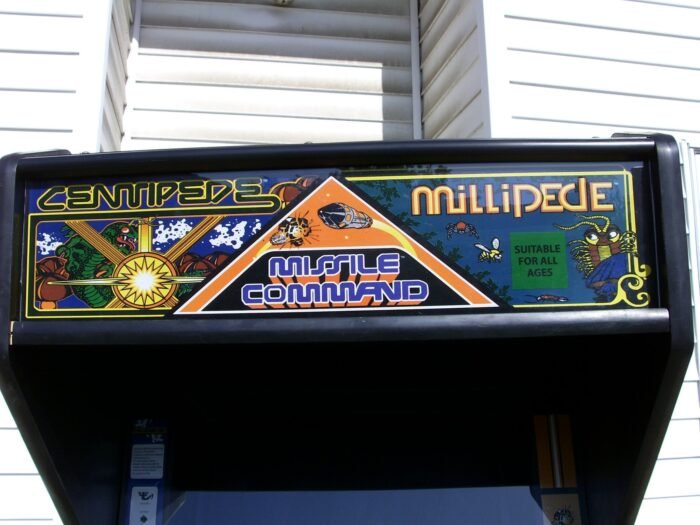 CENTIPEDE
MILLIPEDE
MISSILE
COMMAND
SUITABLE
FOR ALL
AGES